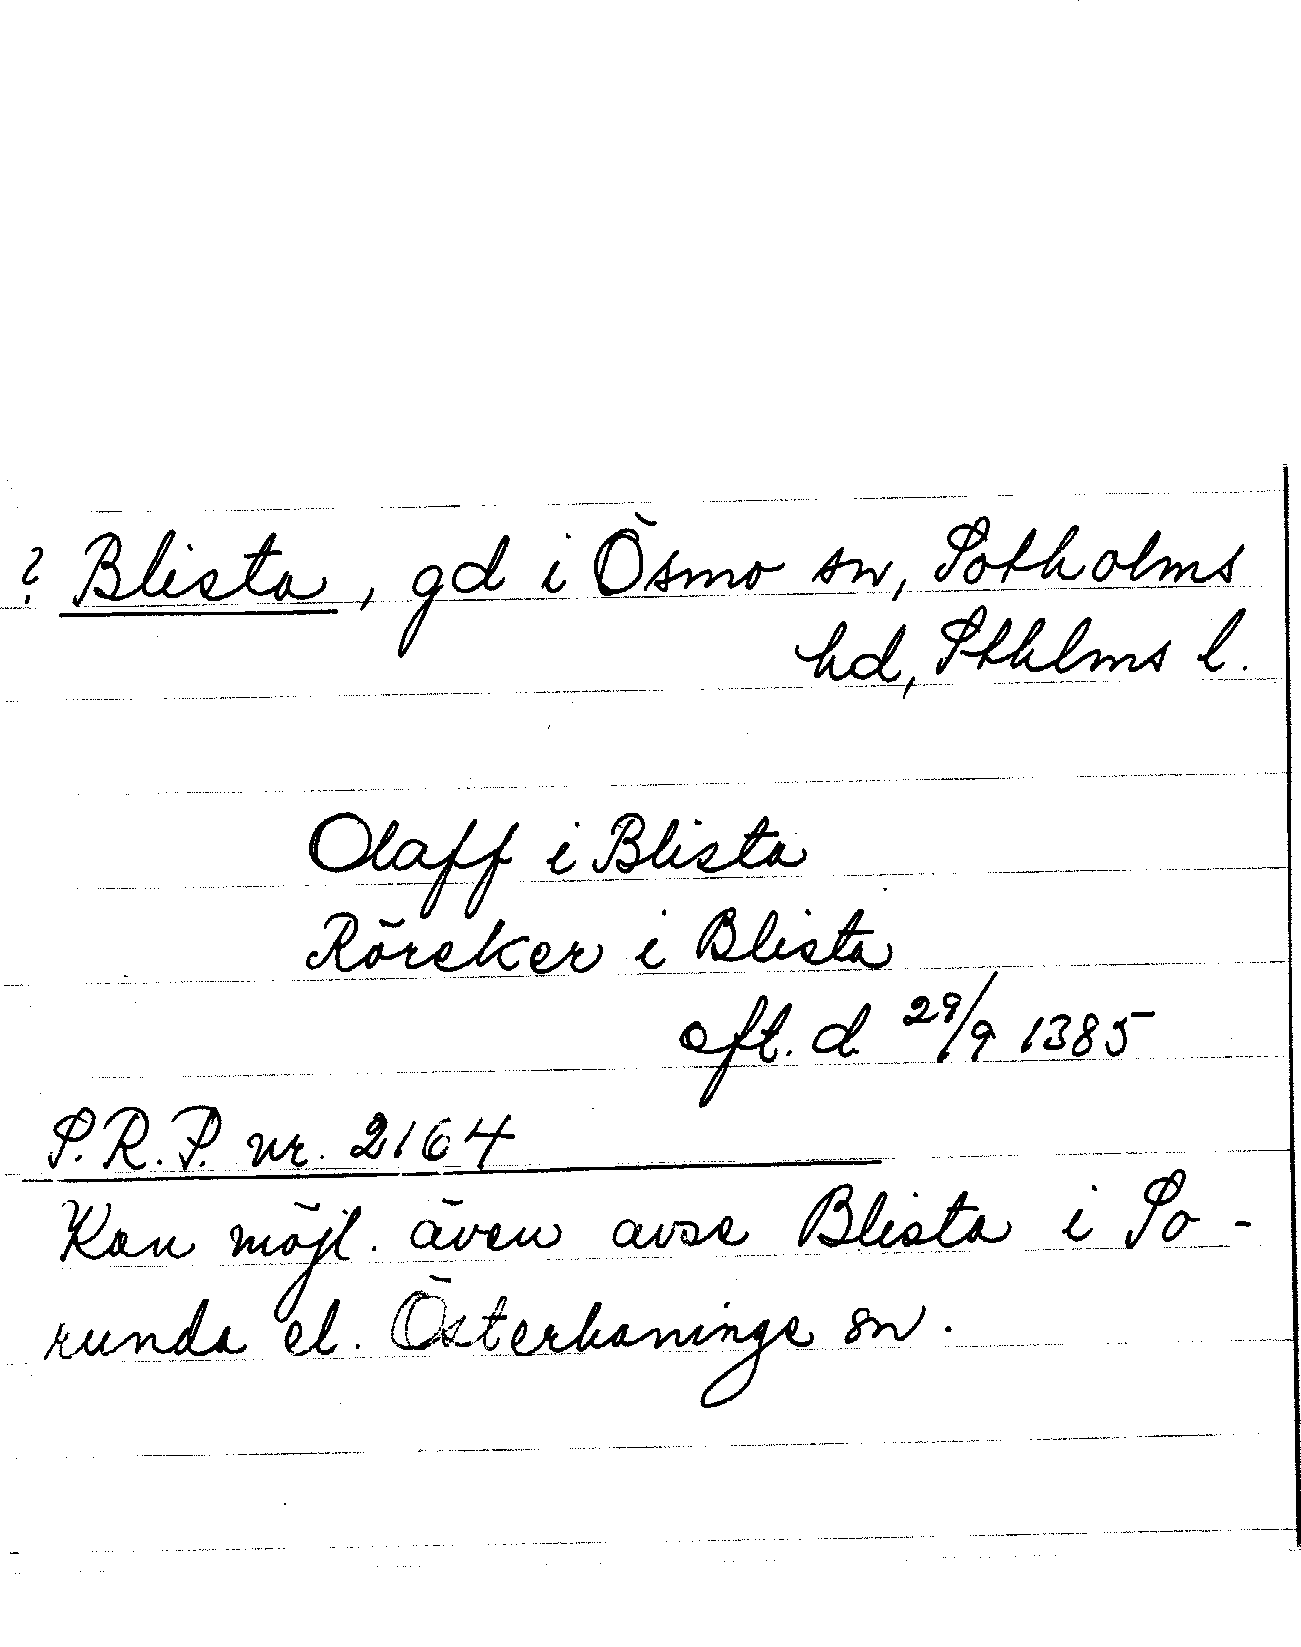 ? Blista, gd i Ösmo sn, Sotholms
hd, Sthlms l.
Olaff i Blista
Röreker i Blista
aft. d. 29/9 1385
S.R.P. nr. 2164
Kan möjl. även avse Blista i So-
runda el. Österhaninge sn.